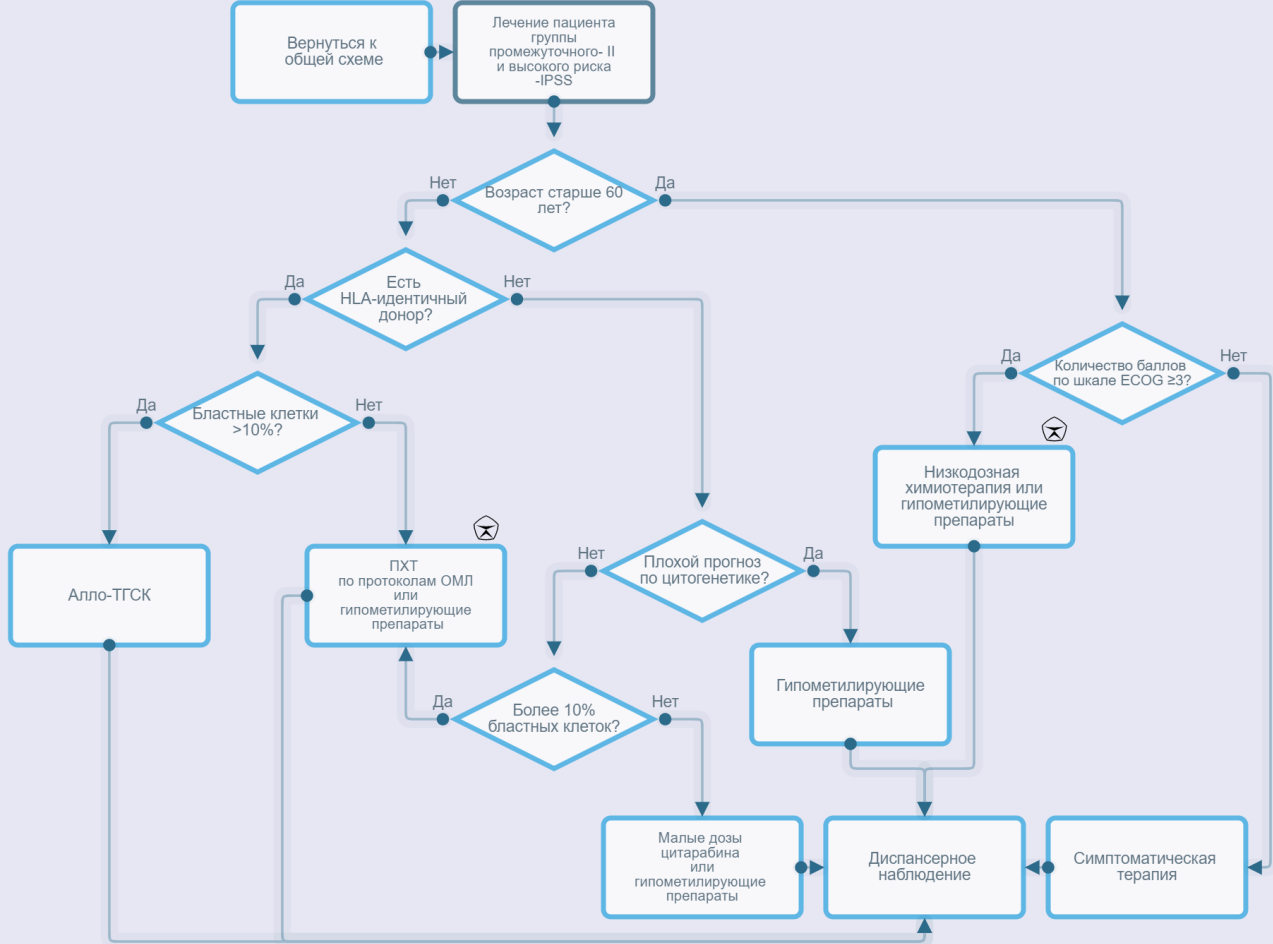 Вернуться к
общей схеме
Лечение пациента
группы
промежуточного- II
и высокого риска
-IPSS
Нет
Возраст старше 60
лет?
Да
Да
Есть
HLA-идентичный
донор?
Нет
Да
Количество баллов
по шкале ECOG ≥3?
Нет
Да
Бластные клетки
>10%?
Нет
Низкодозная
химиотерапия или
гипометилирующие
препараты
Алло-ТГСК
ПХТ
по протоколам ОМЛ
или
гипометилирующие
препараты
Нет
Плохой прогноз
по цитогенетике?
Да
Гипометилирующие
препараты
Да
Более 10%
бластных клеток?
Нет
Малые дозы
цитарабина
или
гипометилирующие
препараты
Диспансерное
наблюдение
Симптоматическая
терапия